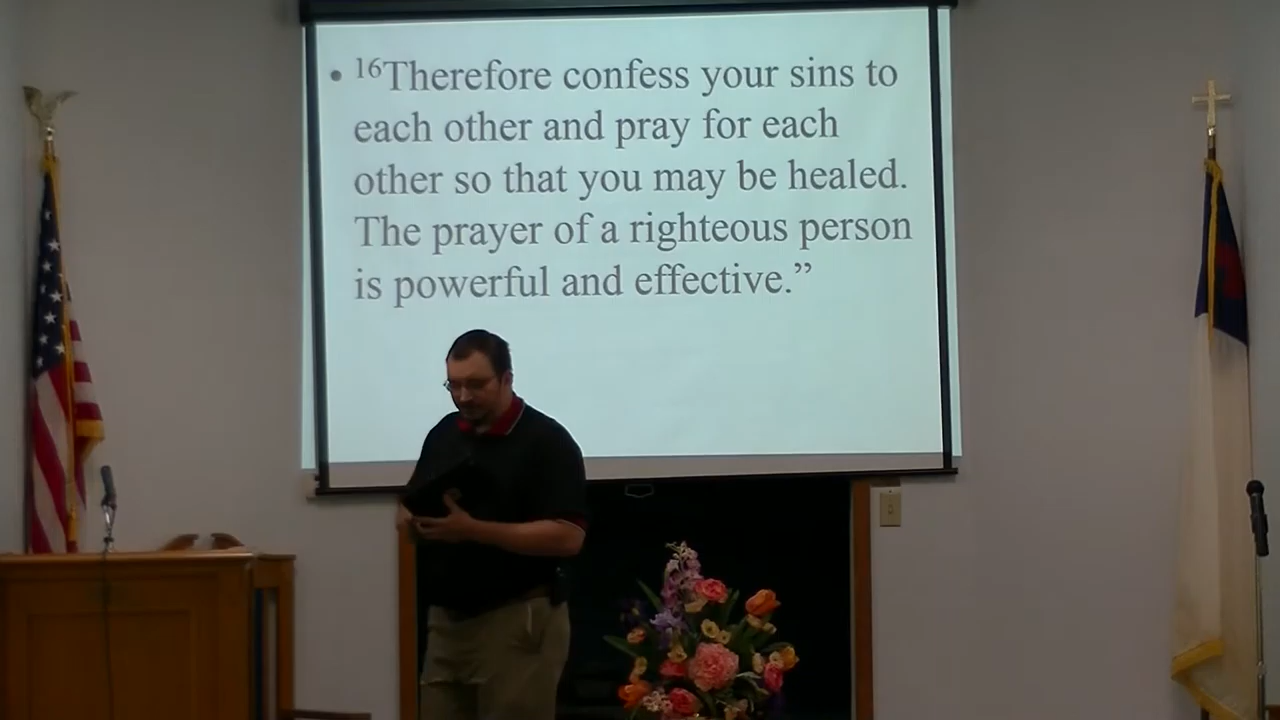 • ¹⁶Therefore confess your sins to
each other and pray for each
other so that you may be healed.
The prayer of a righteous person
is powerful and effective.”